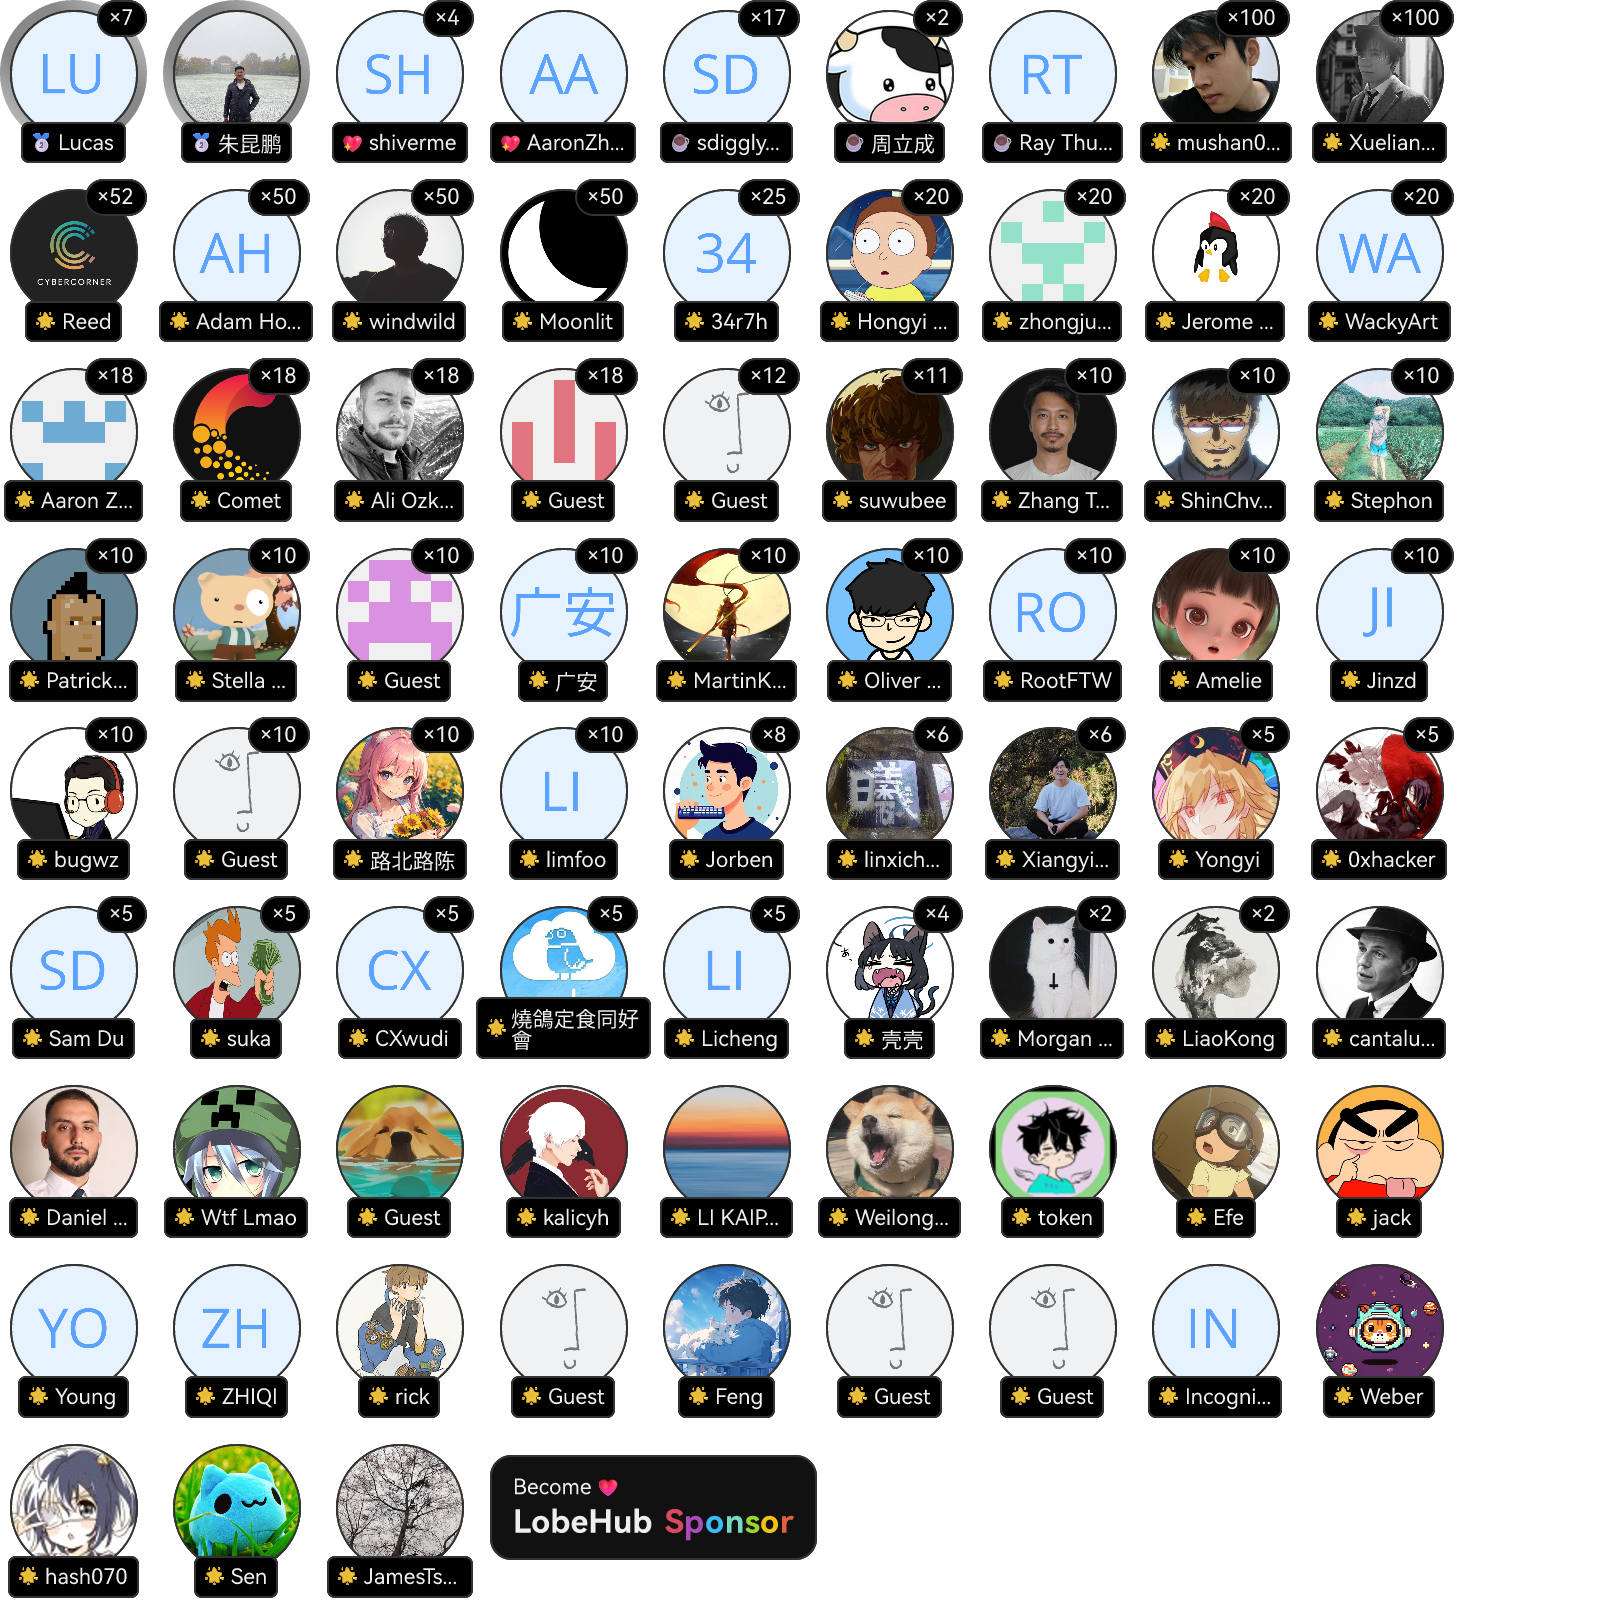 ×7
×4
×17
×2
×100
×100
LU
SH
AA
SD
RT
Lucas
朱昆鹏
shiverme
AaronZh...
sdiggly...
周立成
Ray Thu...
mushan0...
Xuelian...
×52
×50
×50
×50
×25
×20
×20
×20
×20
CYBERCORNER
AH
34
WA
Reed
Adam Ho...
windwild
Moonlit
34r7h
Hongyi ...
zhongju...
Jerome ...
WackyArt
×18
×18
×18
×18
×12
×11
×10
×10
×10
Aaron Z...
Comet
Ali Ozk...
Guest
Guest
suwubee
Zhang T...
ShinChv...
Stephon
×10
×10
×10
×10
×10
×10
×10
×10
×10
广安
RO
JI
Patrick...
Stella ...
Guest
广安
MartinK...
Oliver ...
RootFTW
Amelie
Jinzd
×10
×10
×10
×10
×8
×6
×6
×5
×5
LI
bugwz
Guest
路北路陈
limfoo
Jorben
linxich...
Xiangyi...
Yongyi
0xhacker
×5
×5
×5
×5
×5
×4
×2
×2
SD
CX
LI
Sam Du
suka
CXwudi
燒鴿定食同好
會
Licheng
壳壳
Morgan ...
LiaoKong
cantalu...
Daniel ...
Wtf Lmao
Guest
kalicyh
LI KAIP...
Weilong...
token
Efe
jack
YO
ZH
IN
Young
ZHIQI
rick
Guest
Feng
Guest
Guest
Incogni...
Weber
Become
LobeHub Sponsor
hash070
Sen
JamesTs...